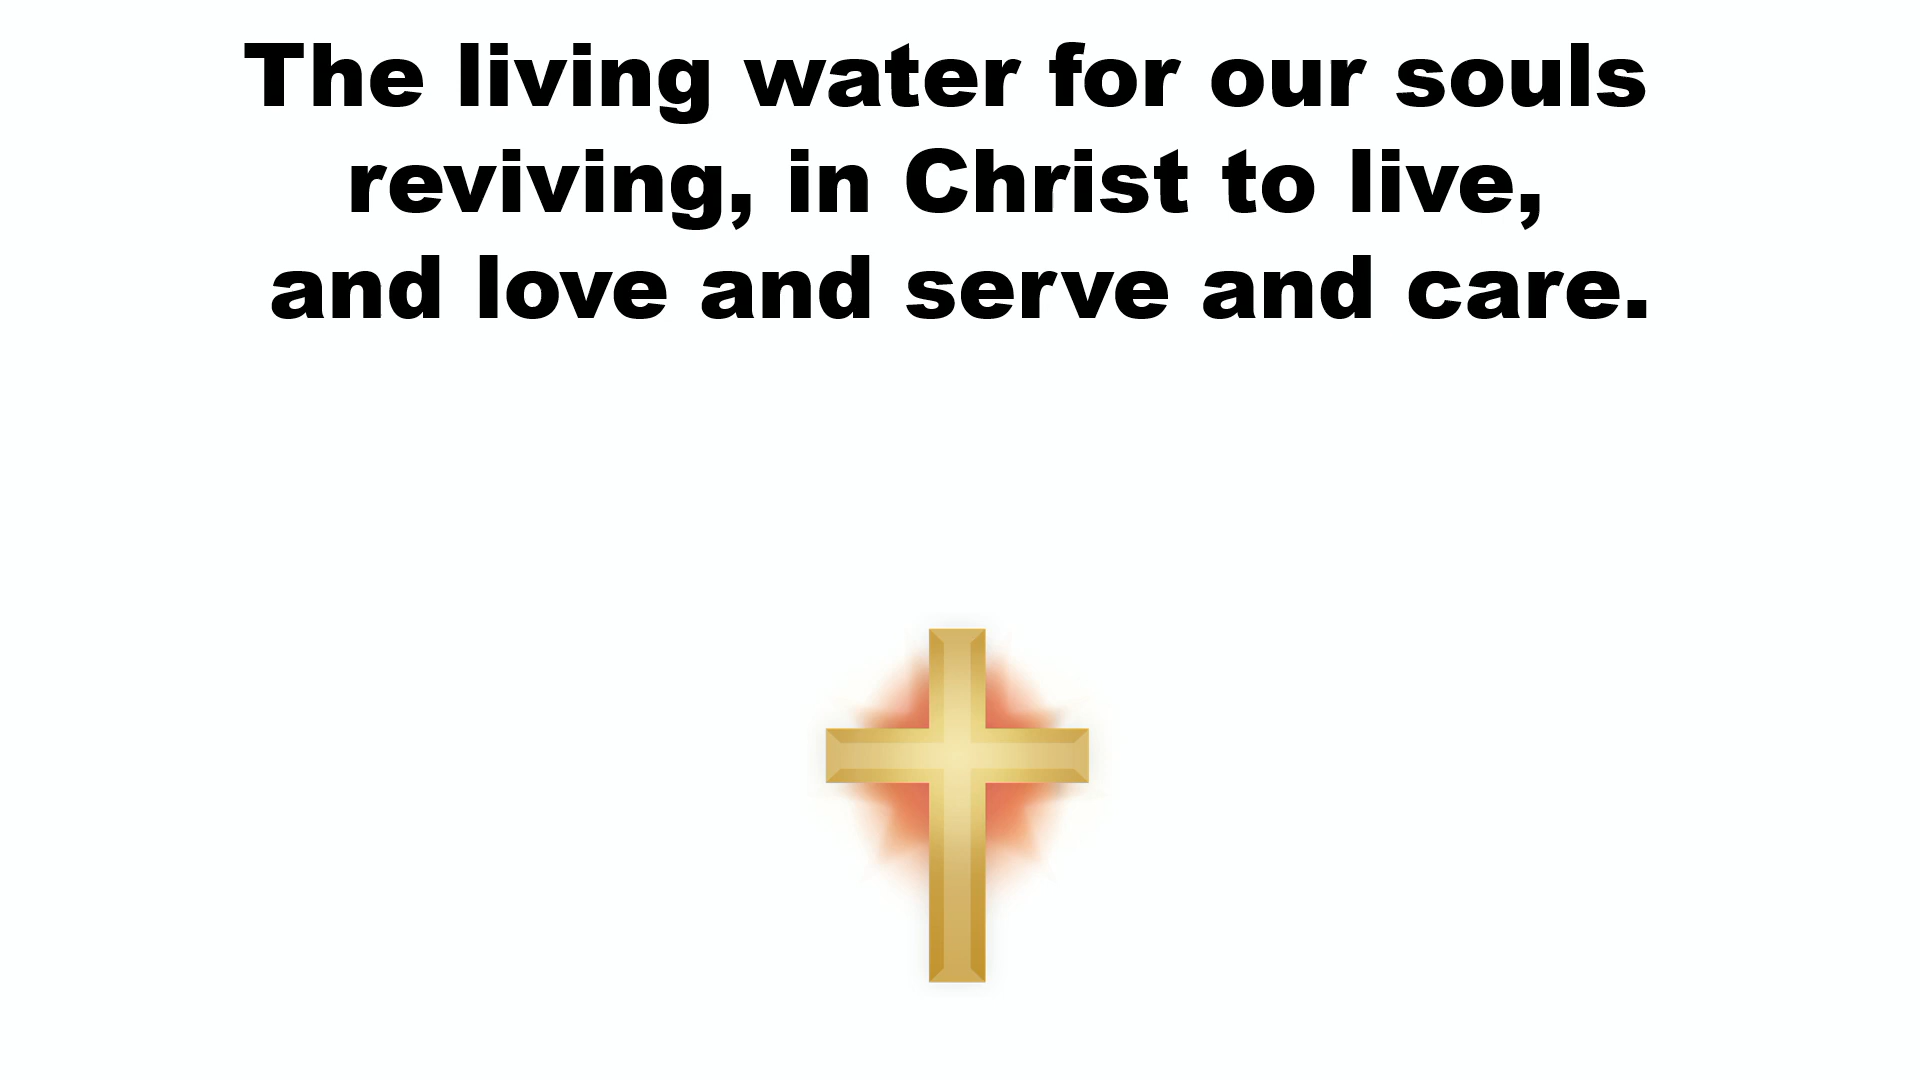 The living water for our souls
reviving, in Christ to live,
and love and serve and care.